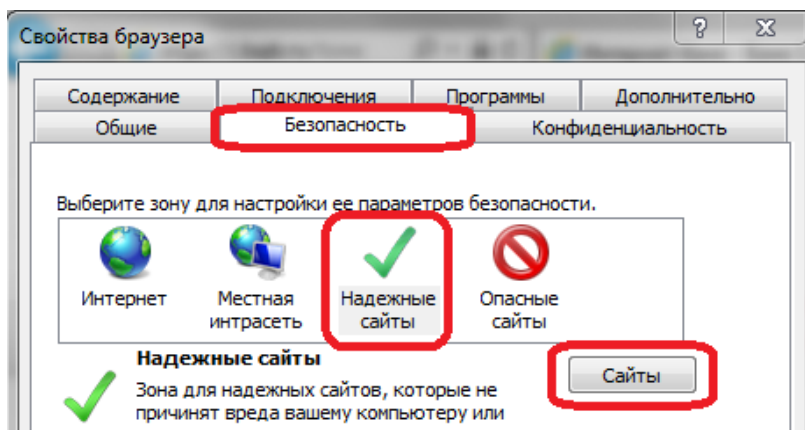 Свойства браузера
Содержание Подключения Программы Дополнительно
Общие Безопасность Конфиденциальность
Выберите зону для настройки ее параметров безопасности.
Интернет Местная интрасеть Надежные сайты Опасные сайты
Надежные сайты
Сайты
Зона для надежных сайтов, которые не
причинят вреда вашему компьютеру или